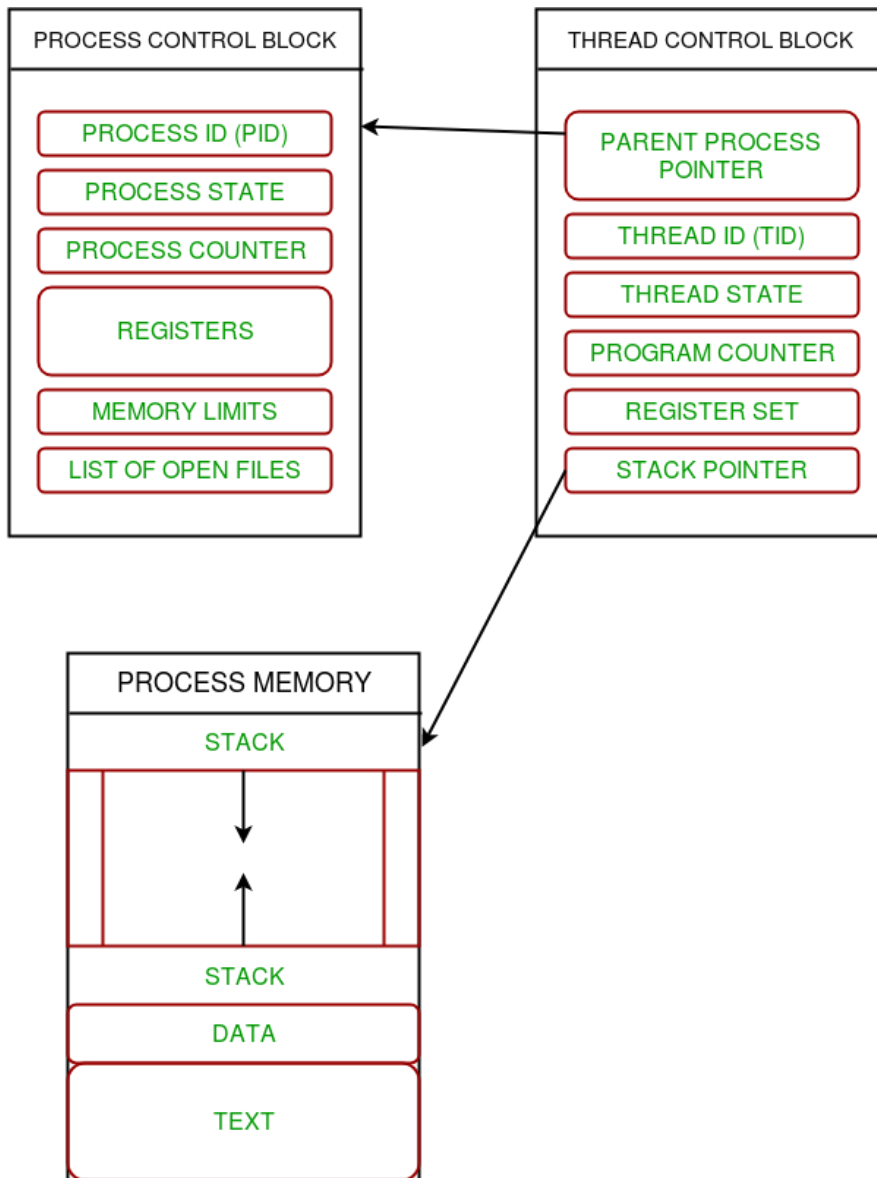 PROCESS CONTROL BLOCK
PROCESS ID (PID)
PROCESS STATE
PROCESS COUNTER
REGISTERS
MEMORY LIMITS
LIST OF OPEN FILES
THREAD CONTROL BLOCK
PARENT PROCESS
POINTER
THREAD ID (TID)
THREAD STATE
PROGRAM COUNTER
REGISTER SET
STACK POINTER
PROCESS MEMORY
STACK
STACK
DATA
TEXT